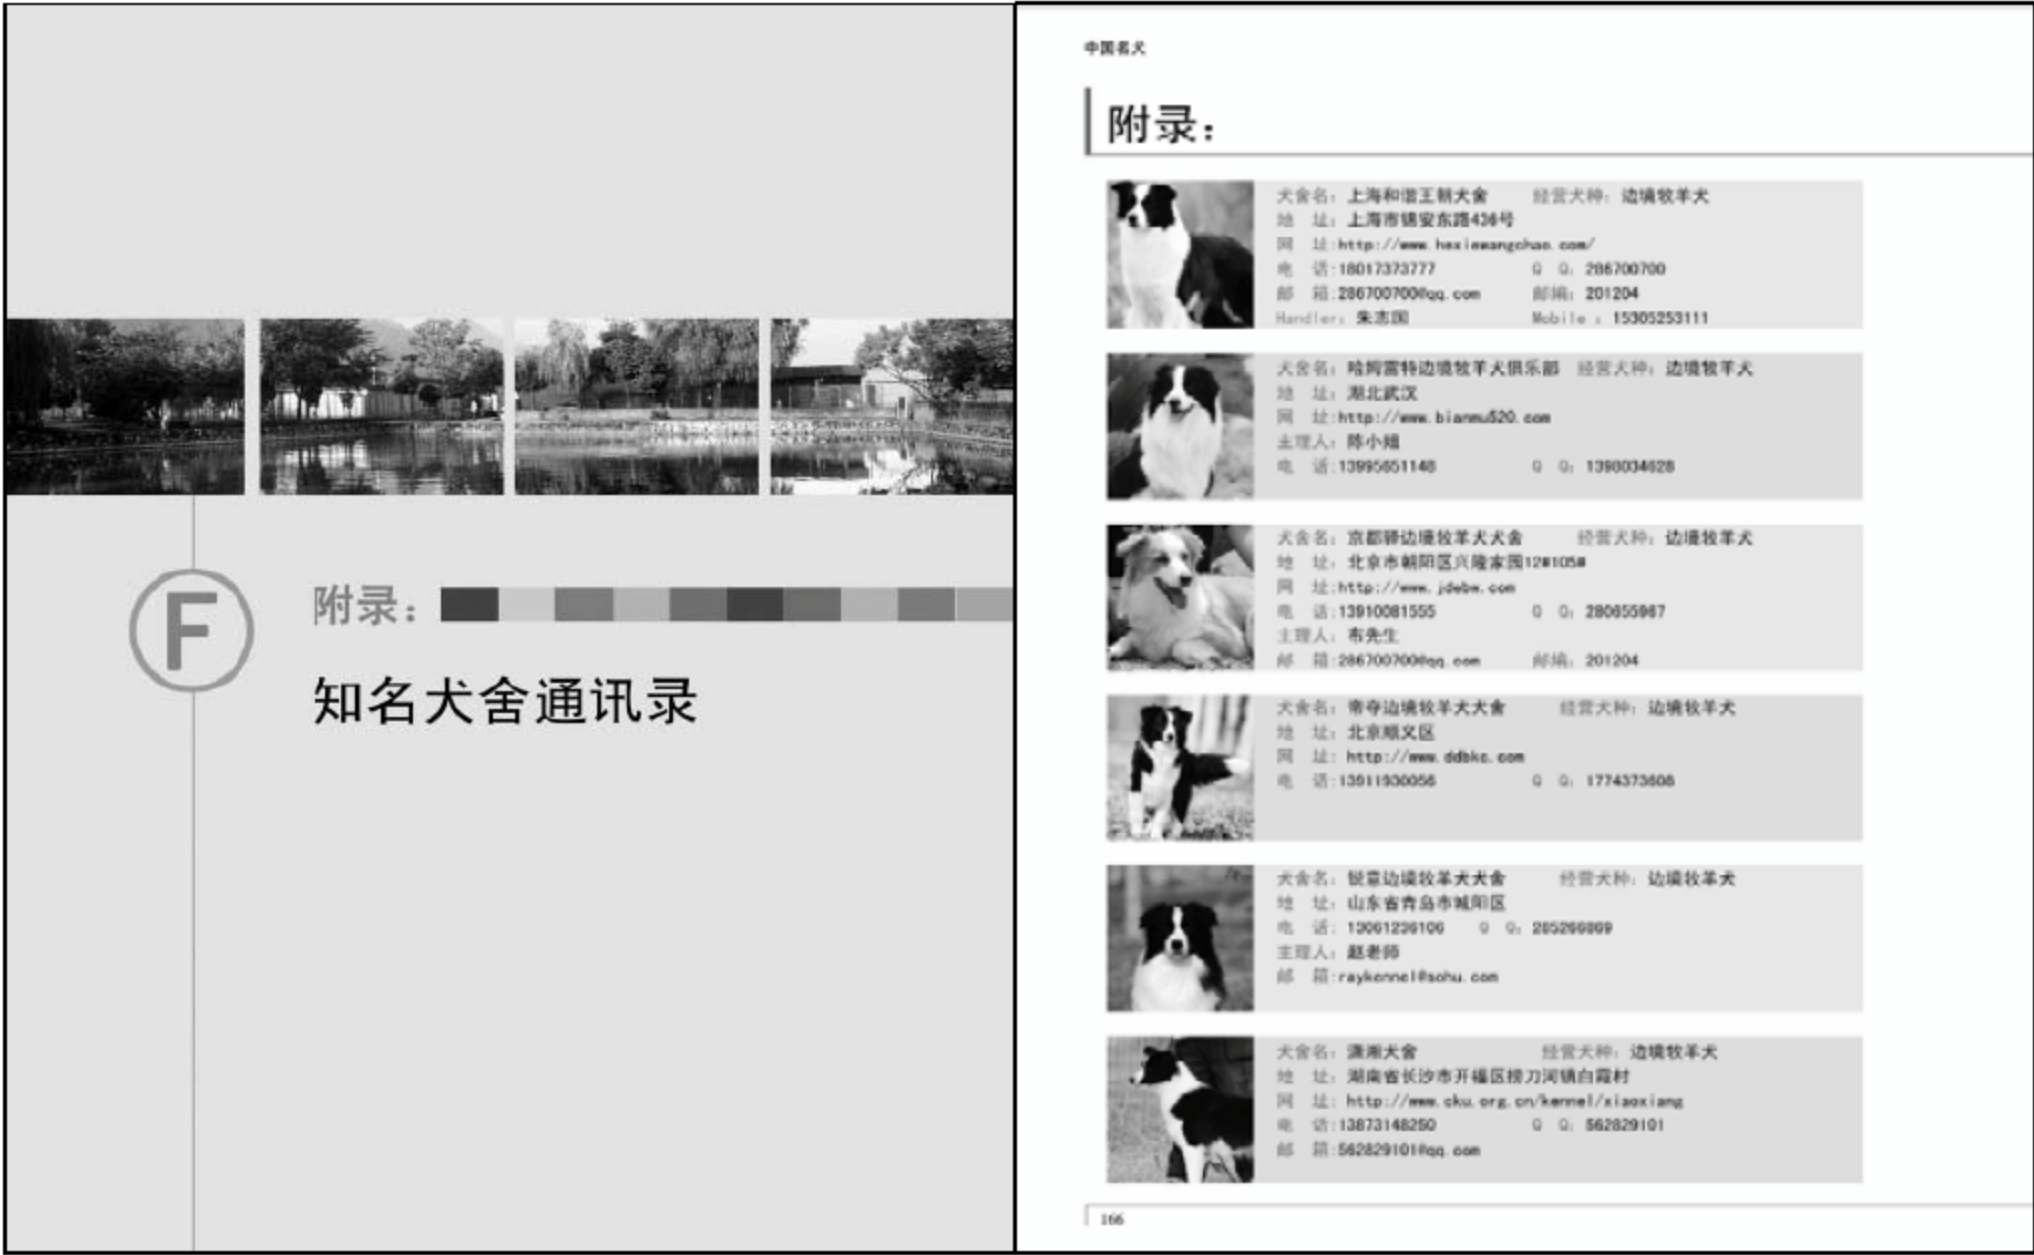 F
附录：
知名犬舍通讯录
中国名犬
附录：
犬舍名：上海和谐王朝犬舍 经营犬种：边境牧羊犬
地 址：上海市锦安东路436号
网 址:http://www.hexiewangchao.com/
电 话:18017373777 Q Q：286700700
邮 箱:286700700@qq.com 邮编：201204
Handler：朱志国 Mobile ：15305253111
犬舍名：哈姆雷特边境牧羊犬俱乐部 经营犬种：边境牧羊犬
地 址：湖北武汉
网 址:http://www.bianmu520.com
主理人：陈小姐
电 话:13995651148 Q Q：1398034628
犬舍名：京都驿边境牧羊犬犬舍 经营犬种：边境牧羊犬
地 址：北京市朝阳区兴隆家园12#105#
网 址:http://www.jdebw.com
电 话:13910081555 Q Q：280655967
主理人：布先生
邮 箱:286700700@qq.com 邮编：201204
犬舍名：帝夺边境牧羊犬犬舍 经营犬种：边境牧羊犬
地 址：北京顺义区
网 址：http://www.ddbkc.com
电 话:13911930056 Q Q：1774373608
犬舍名：锐意边境牧羊犬犬舍 经营犬种：边境牧羊犬
地 址：山东省青岛市城阳区
电 话：13061236106 Q Q：285266869
主理人：赵老师
邮 箱:raykennel@sohu.com
犬舍名：潇湘犬舍 经营犬种：边境牧羊犬
地 址：湖南省长沙市开福区捞刀河镇白霞村
网 址：http://www.cku.org.cn/kennel/xiaoxiang
电 话:13873148250 Q Q：562829101
邮 箱:562829101@qq.com
166